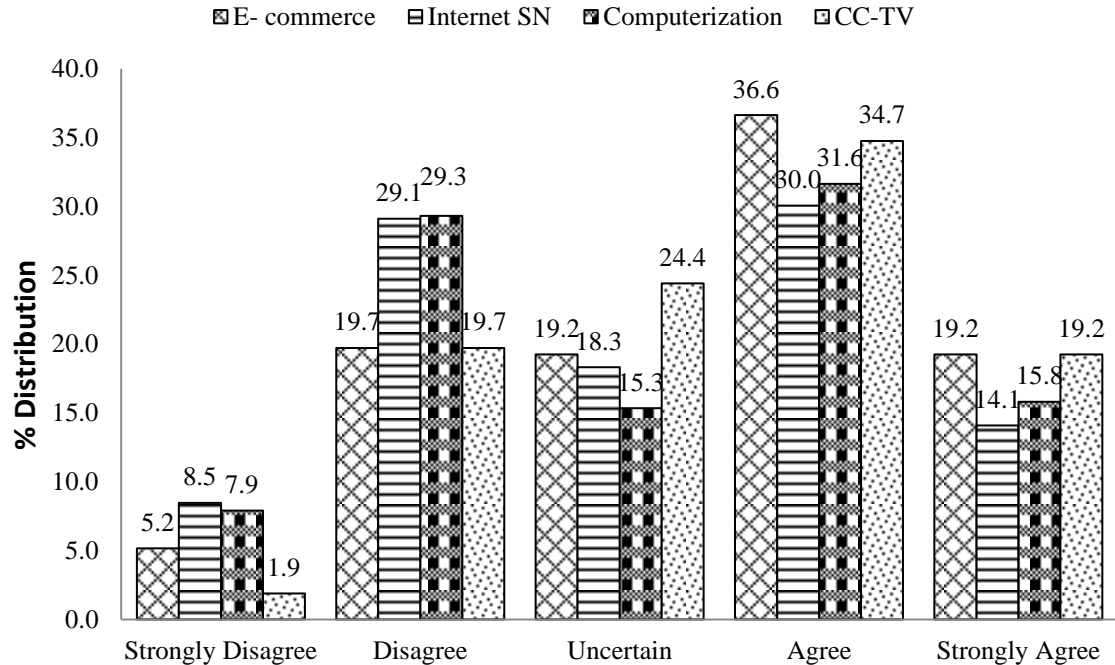 E- commerce Internet SN Computerization CC-TV
% Distribution
40.0
35.0
30.0
25.0
20.0
15.0
10.0
5.0
0.0
5.2 8.5 7.9 1.9
19.7 29.1 29.3 19.7
19.2 18.3 15.3 24.4
36.6 30.0 31.6 34.7
19.2 14.1 15.8 19.2
Strongly Disagree Disagree Uncertain Agree Strongly Agree